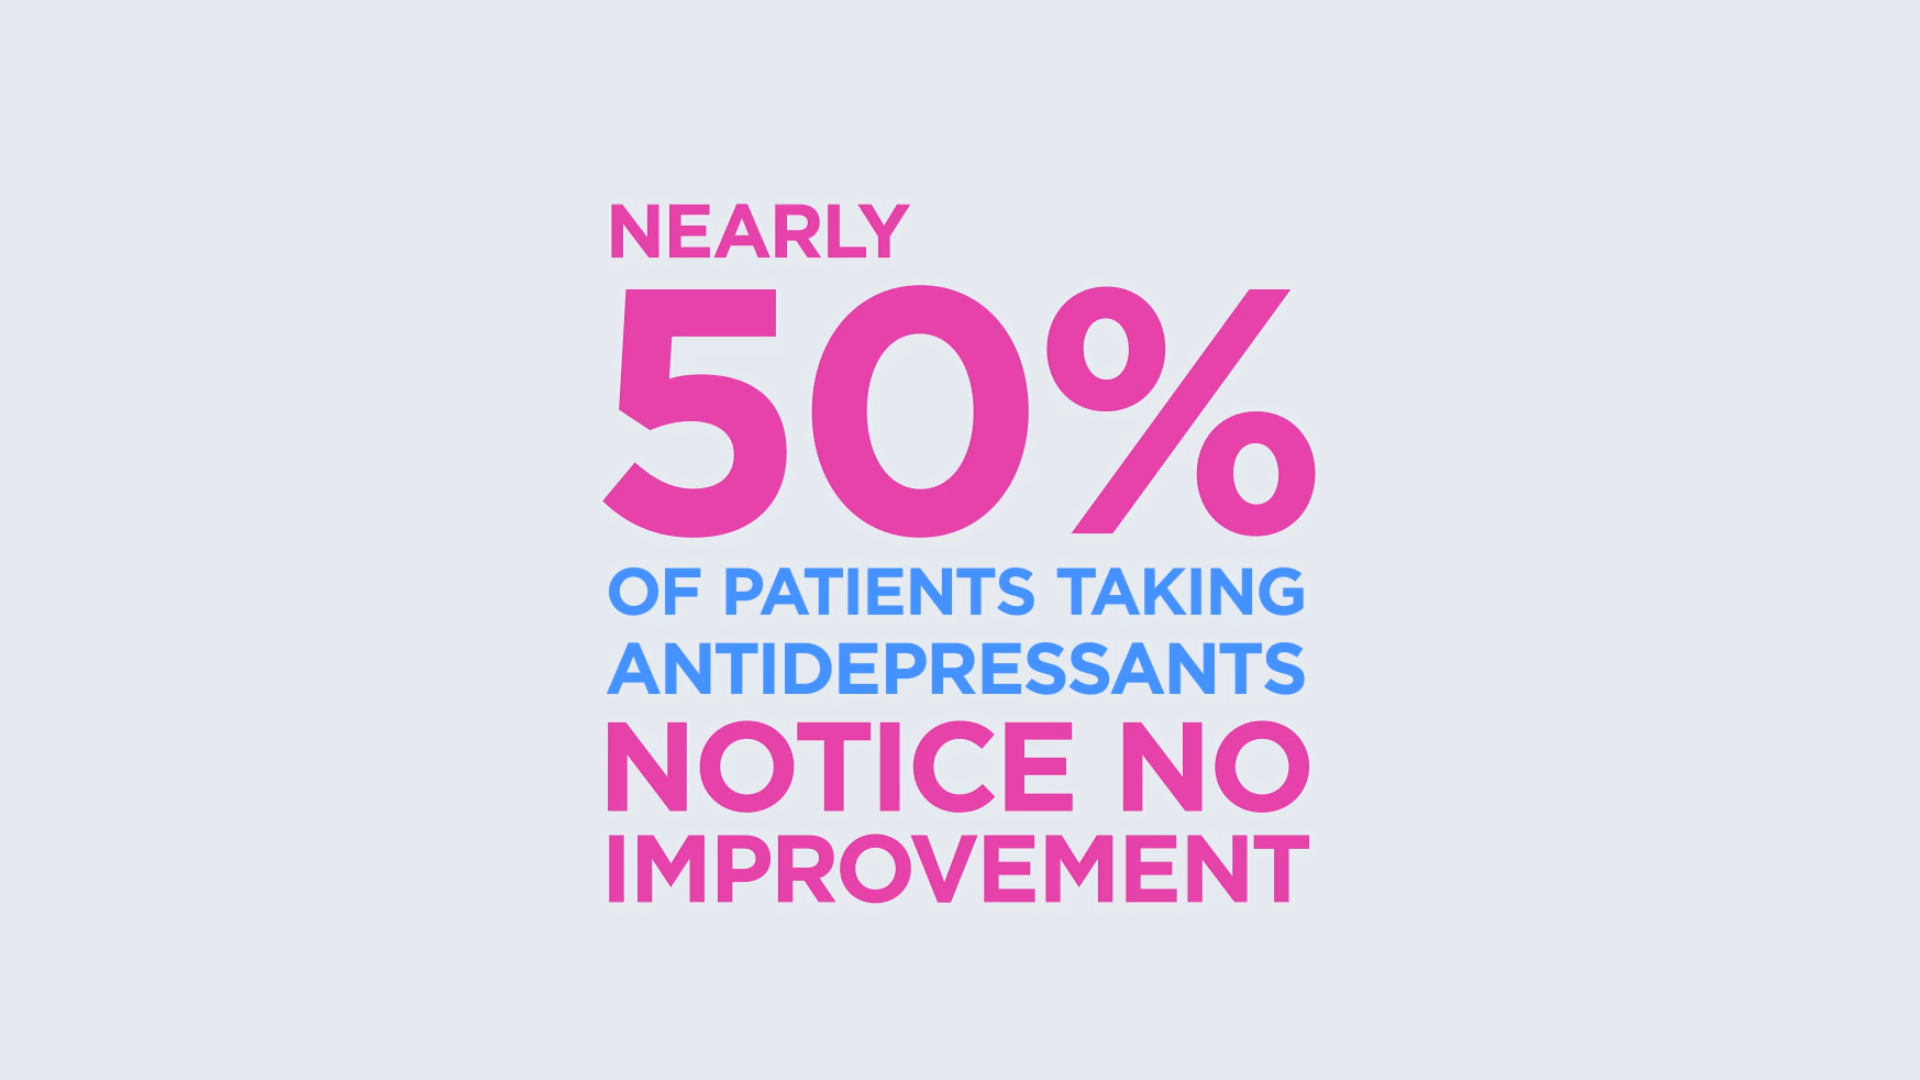 NEARLY
50%
OF PATIENTS TAKING
ANTIDEPRESSANTS
NOTICE NO
IMPROVEMENT